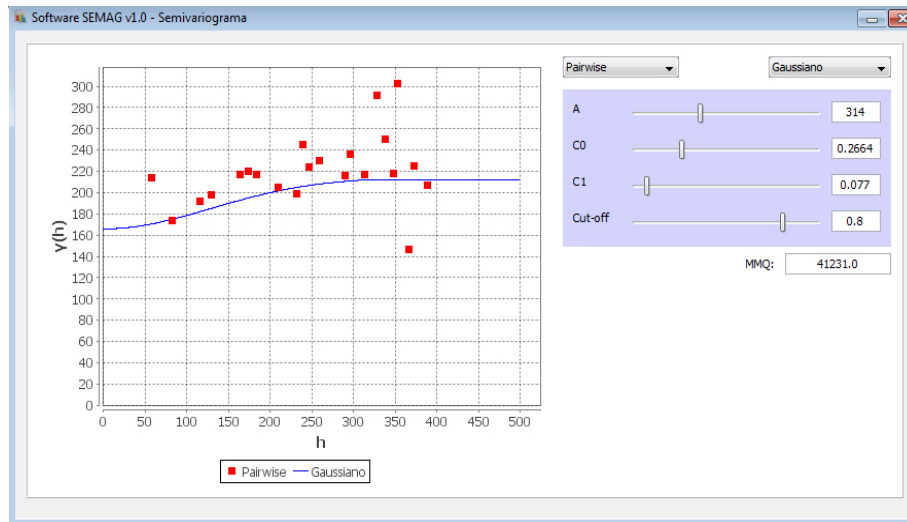 Software SEMAG v1.0 - Semivariograma
Pairwise Gaussiano
A 314
C0 0.2664
C1 0.077
Cut-off 0.8
MMQ: 41231.0
γ(h)
300
280
260
240
220
200
180
160
140
120
100
80
60
40
20
0
0 50 100 150 200 250 300 350 400 450 500
h
Pairwise Gaussiano